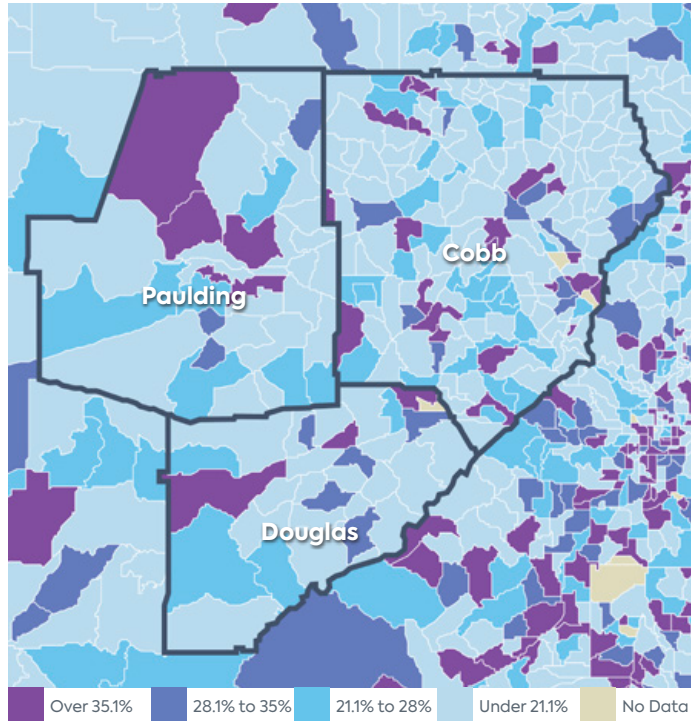 Cobb
Paulding
Douglas
Over 35.1%
28.1% to 35%
21.1% to 28%
Under 21.1%
No Data